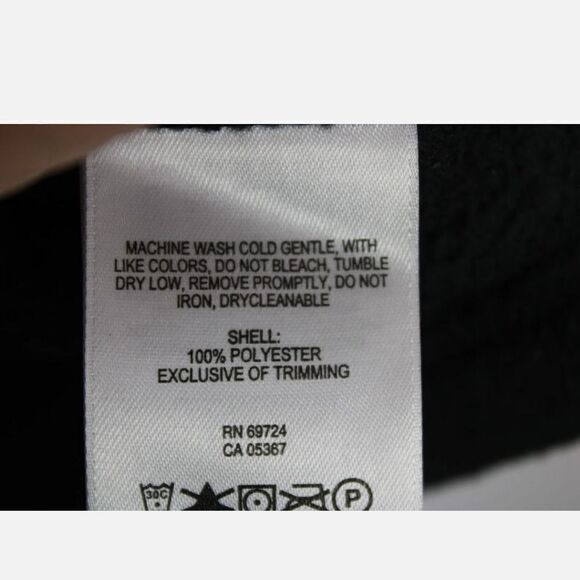 MACHINE WASH COLD GENTLE, WITH
LIKE COLORS, DO NOT BLEACH, TUMBLE
DRY LOW, REMOVE PROMPTLY, DO NOT
IRON, DRYCLEANABLE
SHELL:
100% POLYESTER
EXCLUSIVE OF TRIMMING
RN 69724
CA 05367
30C P